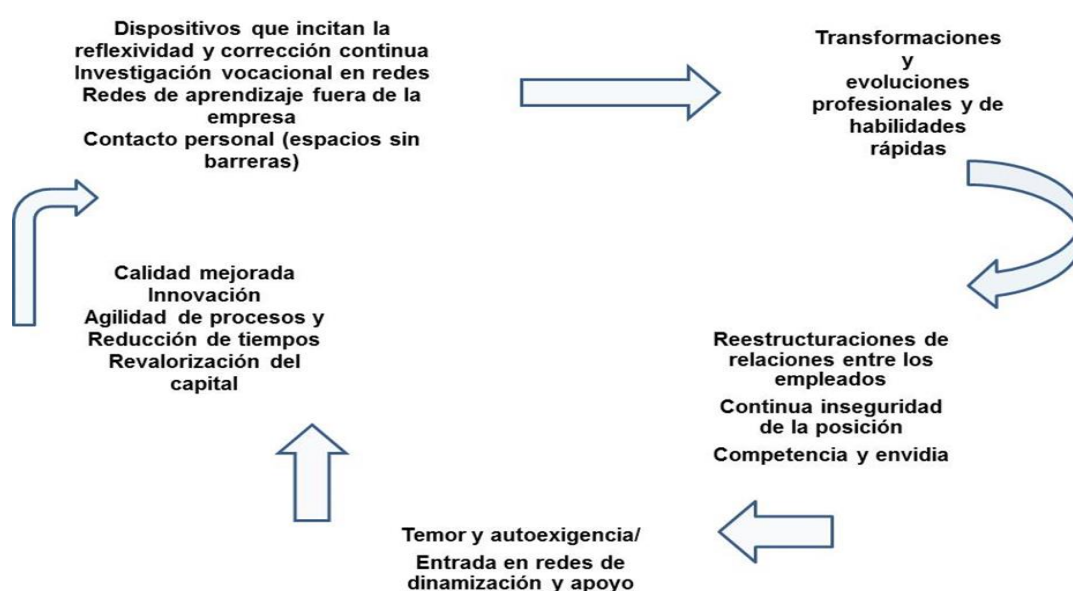 Dispositivos que incitan la
reflexividad y corrección continua
Investigación vocacional en redes
Redes de aprendizaje fuera de la
empresa
Contacto personal (espacios sin
barreras)
Transformaciones
y
evoluciones
profesionales y de
habilidades
rápidas
Reestructuraciones de
relaciones entre los
empleados
Continua inseguridad
de la posición
Competencia y envidia
Temor y autoexigencia/
Entrada en redes de
dinamización y apoyo
Calidad mejorada
Innovación
Agilidad de procesos y
Reducción de tiempos
Revalorización del
capital